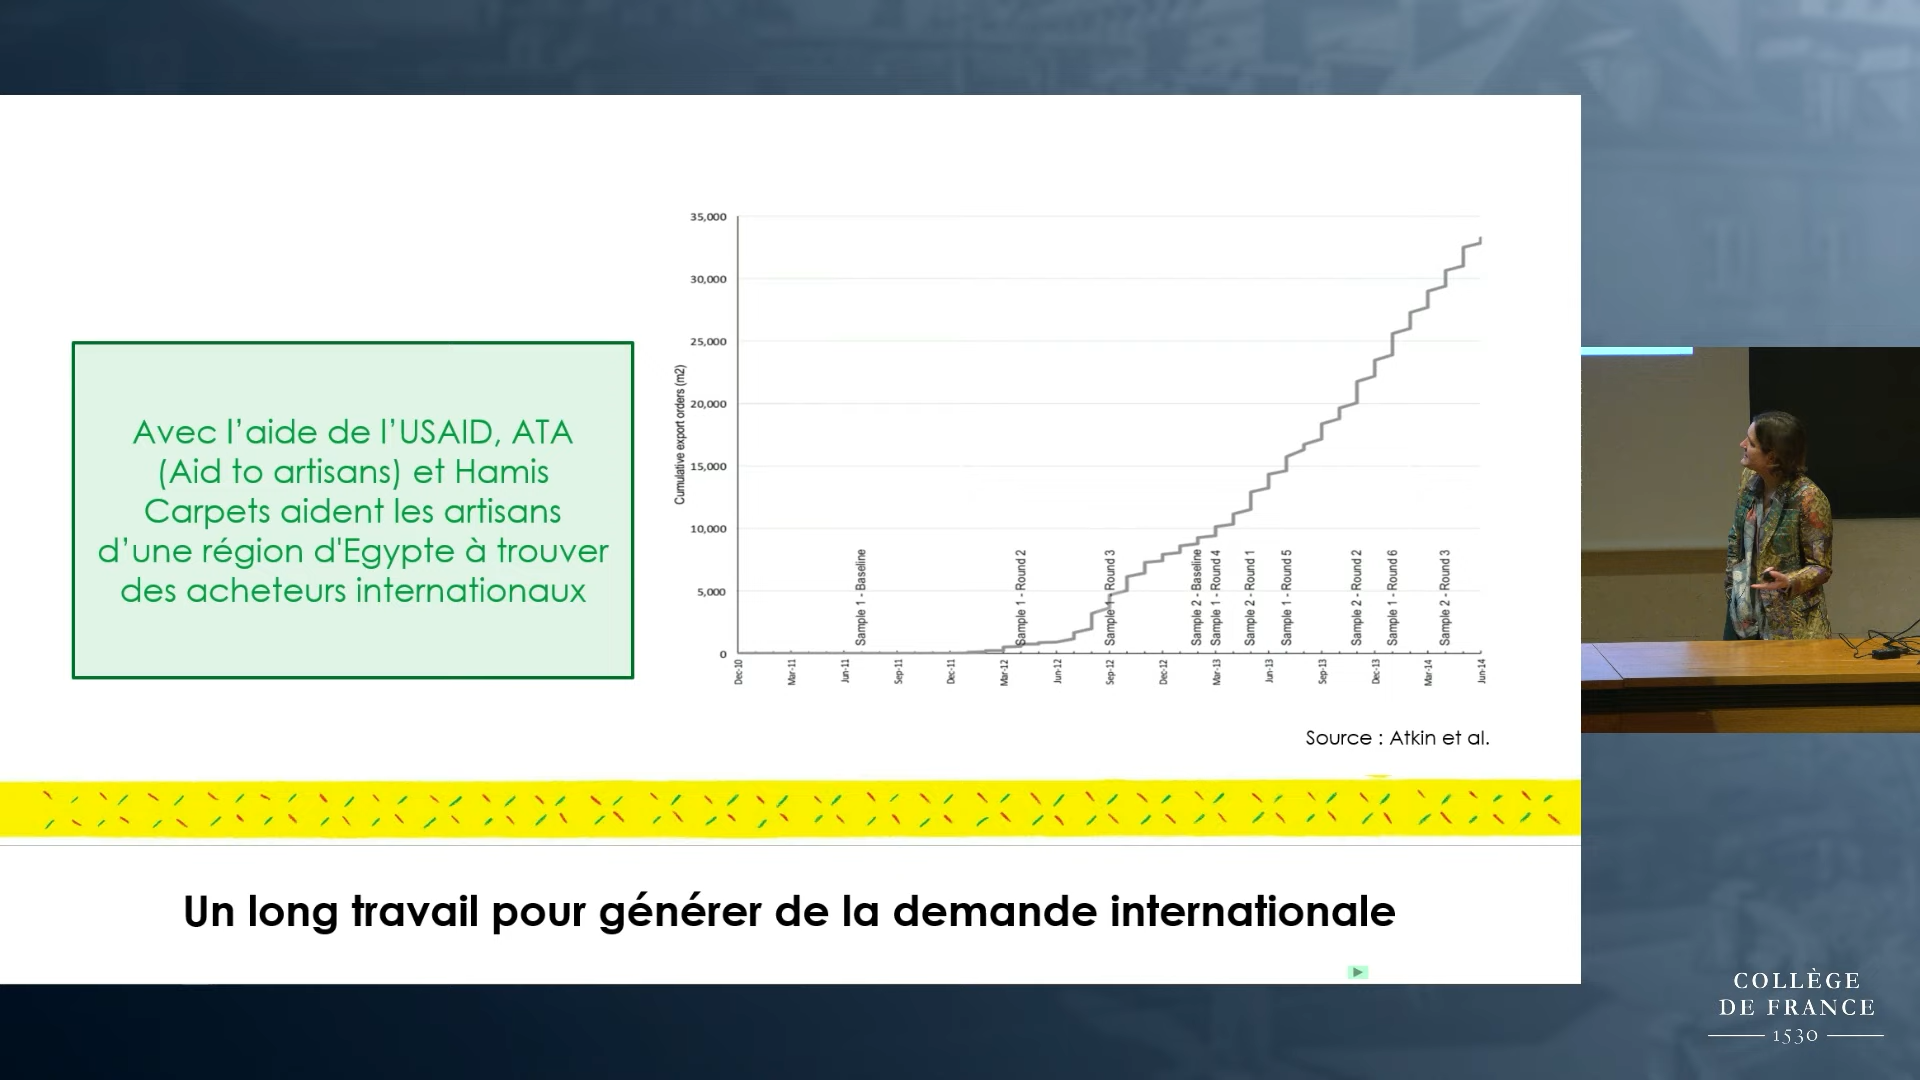 35,000
30,000
25,000
20,000
15,000
10,000
5,000
0
Cumulative export orders (m2)
Sample 1 - Baseline
Sample 1 - Round 2
Sample 1 - Round 3
Sample 2 - Baseline
Sample 1 - Round 4
Sample 2 - Round 1
Sample 1 - Round 5
Sample 2 - Round 2
Sample 1 - Round 6
Sample 2 - Round 3
Dec-10
Mar-11
Jun-11
Sep-11
Dec-11
Mar-12
Jun-12
Sep-12
Dec-12
Mar-13
Jun-13
Sep-13
Dec-13
Mar-14
Jun-14
Avec l’aide de l’USAID, ATA
(Aid to artisans) et Hamis
Carpets aident les artisans
d’une région d'Egypte à trouver
des acheteurs internationaux
Source : Atkin et al.
Un long travail pour générer de la demande internationale
COLLÈGE
DE FRANCE
1530